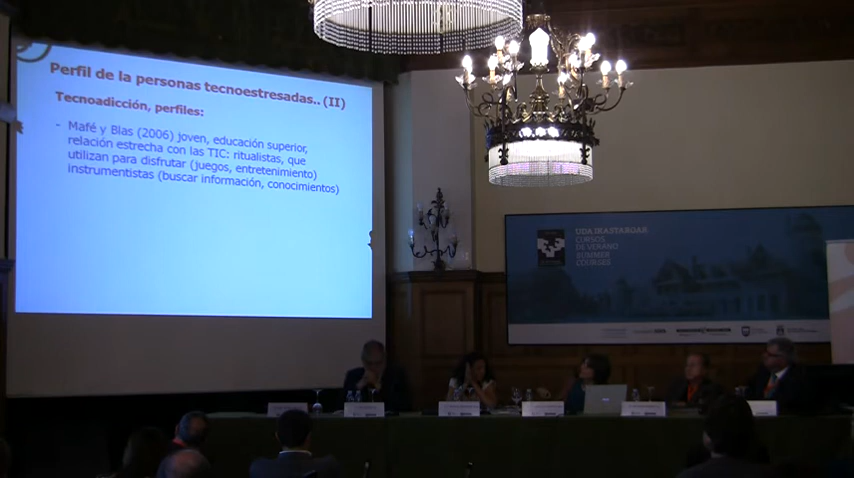 Perfil de la personas tecnoestresadas.. (II)
Tecnoadicción, perfiles:
- Mafé y Blas (2006) joven, educación superior,
relación estrecha con las TIC: ritualistas, que
utilizan para disfrutar (juegos, entretenimiento)
instrumentistas (buscar información, conocimientos)
UDA IKASTAROAK
CURSOS
DE VERANO
SUMMER
COURSES